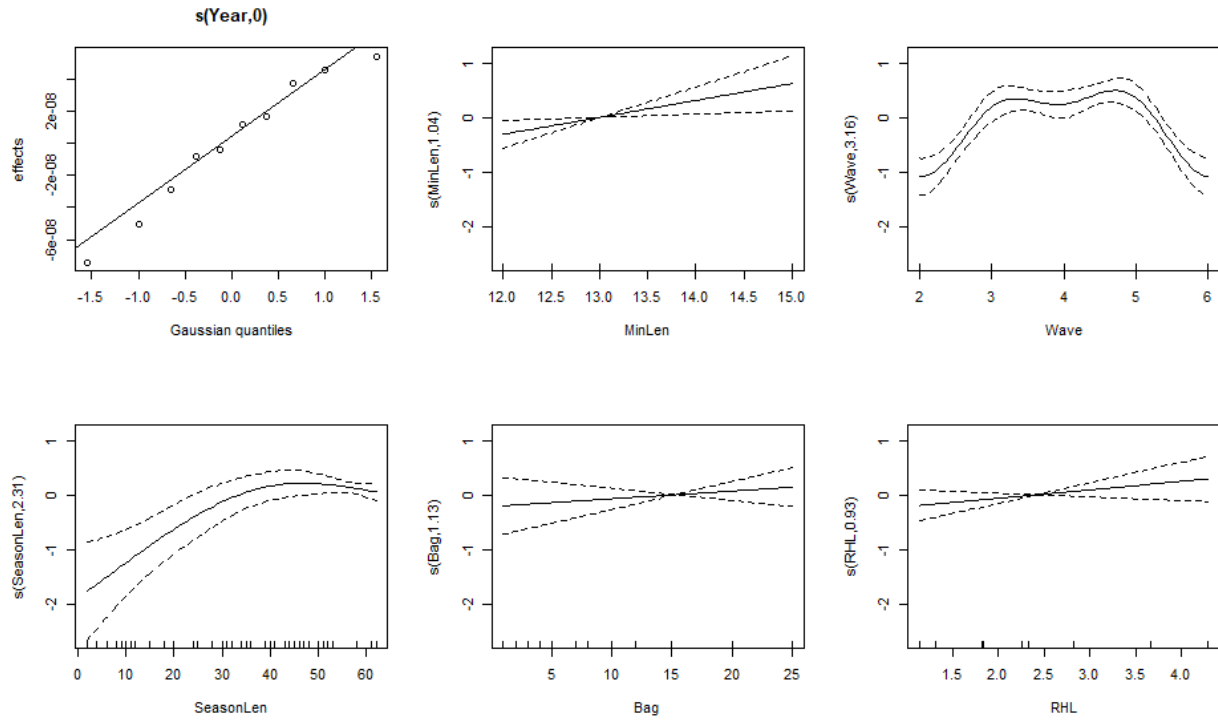 s(Year,0)
effects
-6e-08 -2e-08 2e-08
-1.5 -1.0 -0.5 0.0 0.5 1.0 1.5
Gaussian quantiles
s(MinLen,1.04)
-2 -1 0 1
12.0 12.5 13.0 13.5 14.0 14.5 15.0
MinLen
s(Wave,3.16)
-2 -1 0 1
2 3 4 5 6
Wave
s(SeasonLen,2.31)
-2 -1 0 1
0 10 20 30 40 50 60
SeasonLen
s(Bag,1.13)
-2 -1 0 1
5 10 15 20 25
Bag
s(RHL,0.93)
-2 -1 0 1
1.5 2.0 2.5 3.0 3.5 4.0
RHL